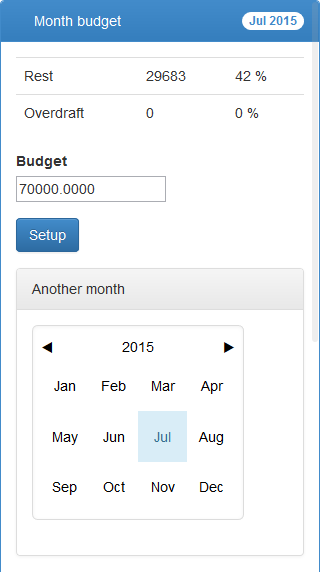 Month budget Jul 2015
Rest 29683 42 %
Overdraft 0 0 %
Budget
70000.0000
Setup
Another month
◀ 2015 ▶
Jan Feb Mar Apr
May Jun Jul Aug
Sep Oct Nov Dec